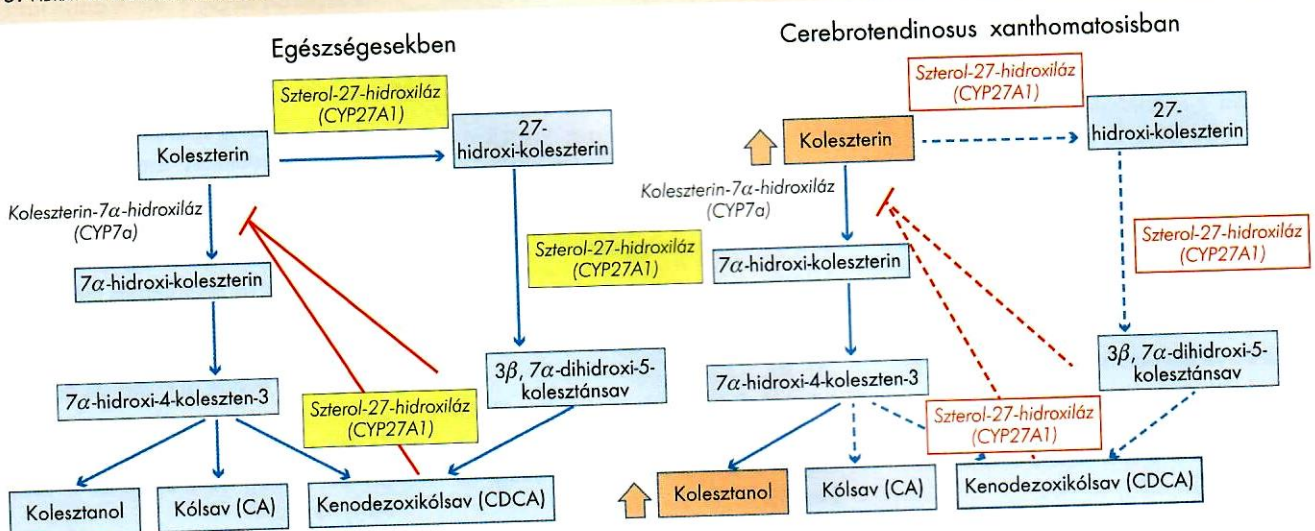 Egészségesekben
Szterol-27-hidroxiláz
(CYP27A1)
Koleszterin
27-
hidroxi-koleszterin
Koleszterin-7α-hidroxiláz
(CYP7a)
Szterol-27-hidroxiláz
(CYP27A1)
7α-hidroxi-koleszterin
7α-hidroxi-4-koleszten-3
3β, 7α-dihidroxi-5-
kolesztánsav
Szterol-27-hidroxiláz
(CYP27A1)
Kolesztanol
Kólsav (CA)
Kenodezoxikólsav (CDCA)
Cerebrotendinosus xanthomatosisban
Szterol-27-hidroxiláz
(CYP27A1)
Koleszterin
27-
hidroxi-koleszterin
Koleszterin-7α-hidroxiláz
(CYP7a)
Szterol-27-hidroxiláz
(CYP27A1)
7α-hidroxi-koleszterin
7α-hidroxi-4-koleszten-3
3β, 7α-dihidroxi-5-
kolesztánsav
Szterol-27-hidroxiláz
(CYP27A1)
Kolesztanol
Kólsav (CA)
Kenodezoxikólsav (CDCA)